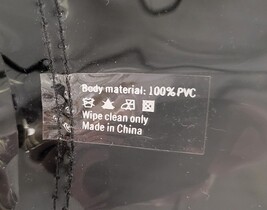 Body material: 100% PVC
Wipe clean only
Made in China